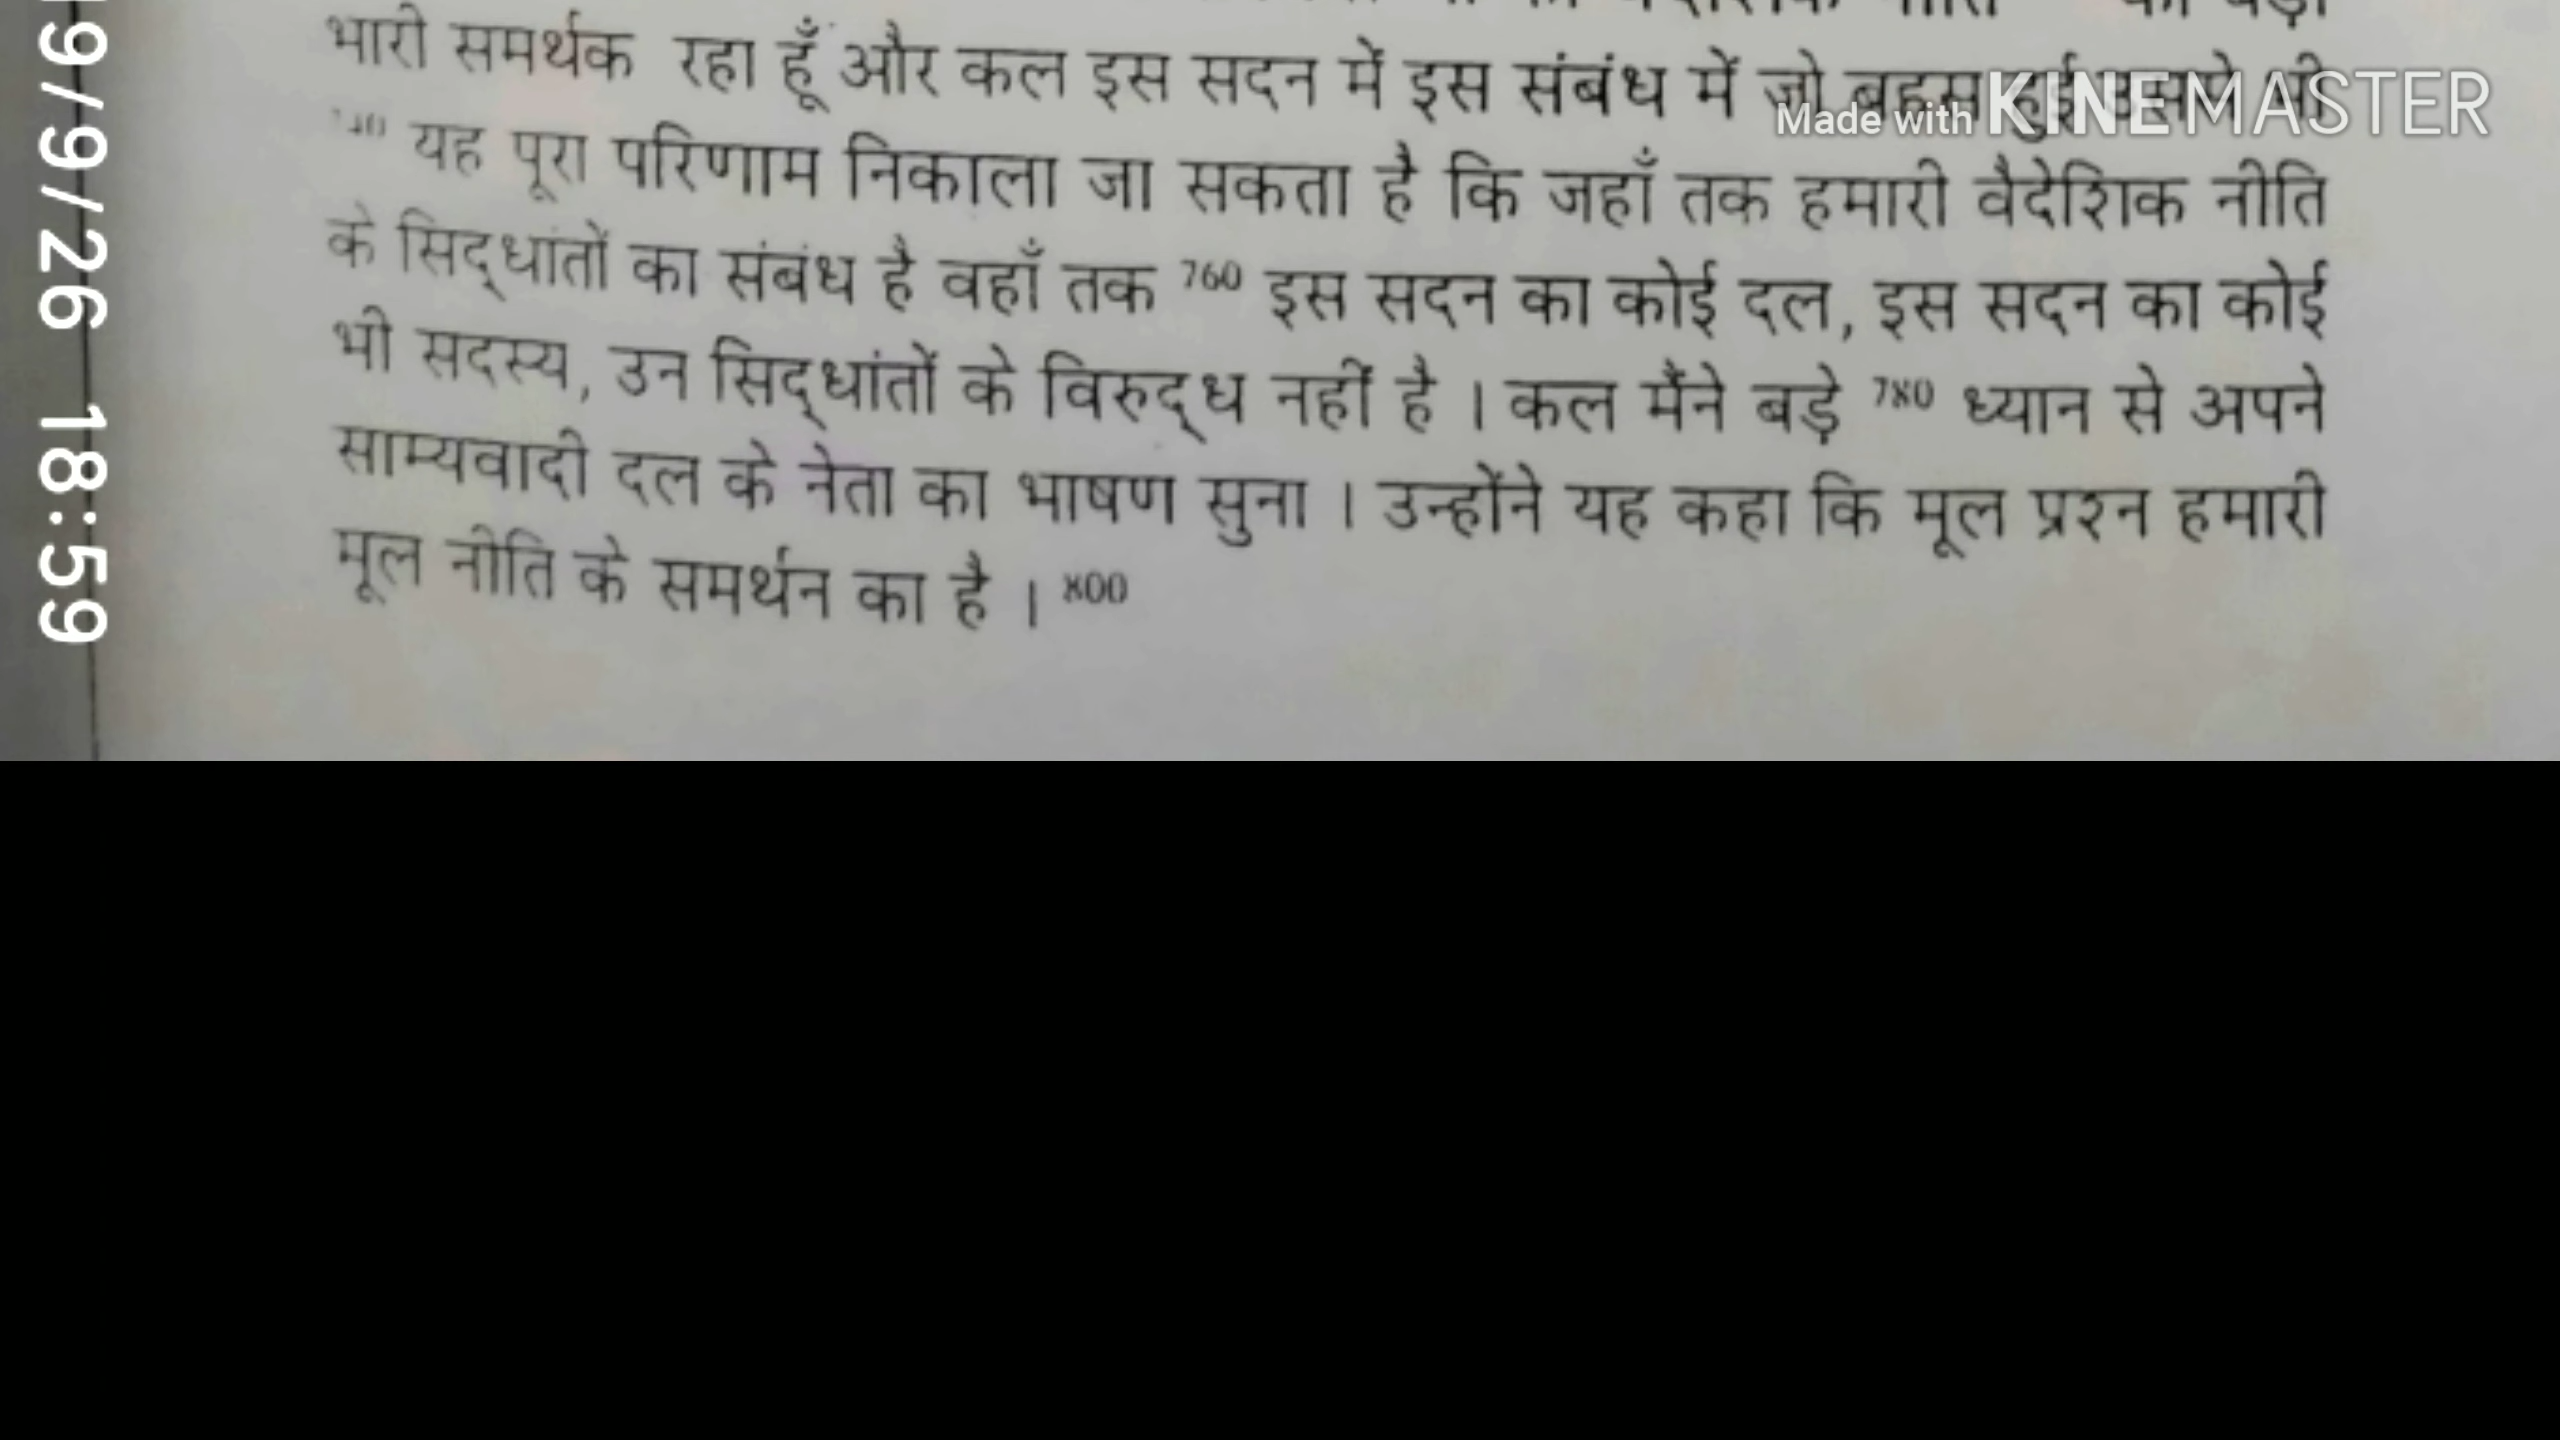 भारी समर्थक रहा हूँ और कल इस सदन में इस संबंध में जो बहस हुई उससे भी
740 यह पूरा परिणाम निकाला जा सकता है कि जहाँ तक हमारी वैदेशिक नीति
के सिद्धांतों का संबंध है वहाँ तक 760 इस सदन का कोई दल, इस सदन का कोई
भी सदस्य, उन सिद्धांतों के विरुद्ध नहीं है । कल मैंने बड़े 780 ध्यान से अपने
साम्यवादी दल के नेता का भाषण सुना । उन्होंने यह कहा कि मूल प्रश्न हमारी
मूल नीति के समर्थन का है । 800
Made with KINEMASTER
9/9/26 18:59